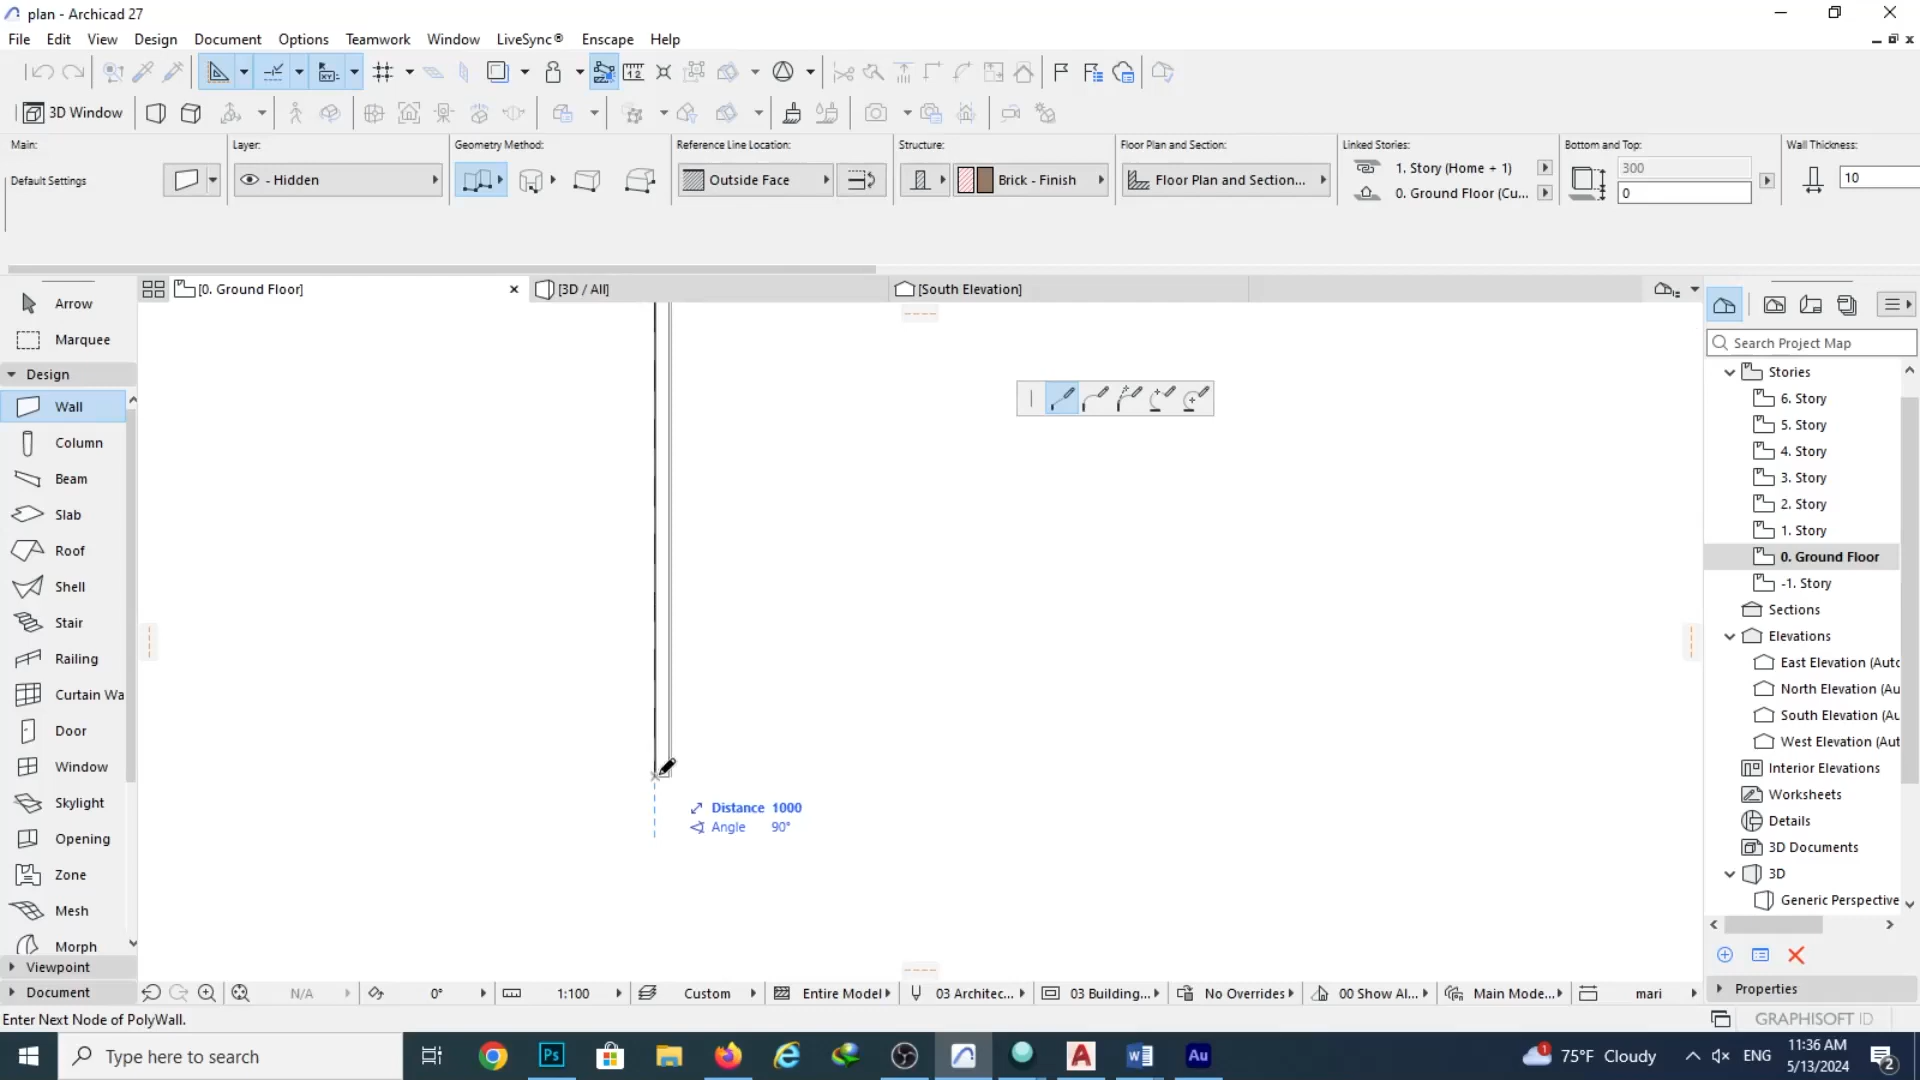 plan - Archicad 27
File Edit View Design Document Options Teamwork Window LiveSync® Enscape Help
3D Window
Main: Layer: Geometry Method: Reference Line Location: Structure: Floor Plan and Section: Linked Stories: Bottom and Top: Wall Thickness:
Default Settings - Hidden Outside Face Brick - Finish Floor Plan and Section... 1. Story (Home + 1) 300 10
0. Ground Floor (Cu... 0
[0. Ground Floor] [3D / All] [South Elevation]
Arrow
Marquee
Design
Wall
Column
Beam
Slab
Roof
Shell
Stair
Railing
Curtain Wa
Door
Window
Skylight
Opening
Zone
Mesh
Morph
Viewpoint
Document
Distance 1000
Angle 90°
Search Project Map
Stories
6. Story
5. Story
4. Story
3. Story
2. Story
1. Story
0. Ground Floor
-1. Story
Sections
Elevations
East Elevation (Auto
North Elevation (Au
South Elevation (Au
West Elevation (Aut
Interior Elevations
Worksheets
Details
3D Documents
3D
Generic Perspective
Properties
N/A 0° 1:100 Custom Entire Model 03 Architec... 03 Building... No Overrides 00 Show Al... Main Mode... mari
Enter Next Node of PolyWall.
GRAPHISOFT ID
Type here to search
75°F Cloudy ENG 11:36 AM
5/13/2024